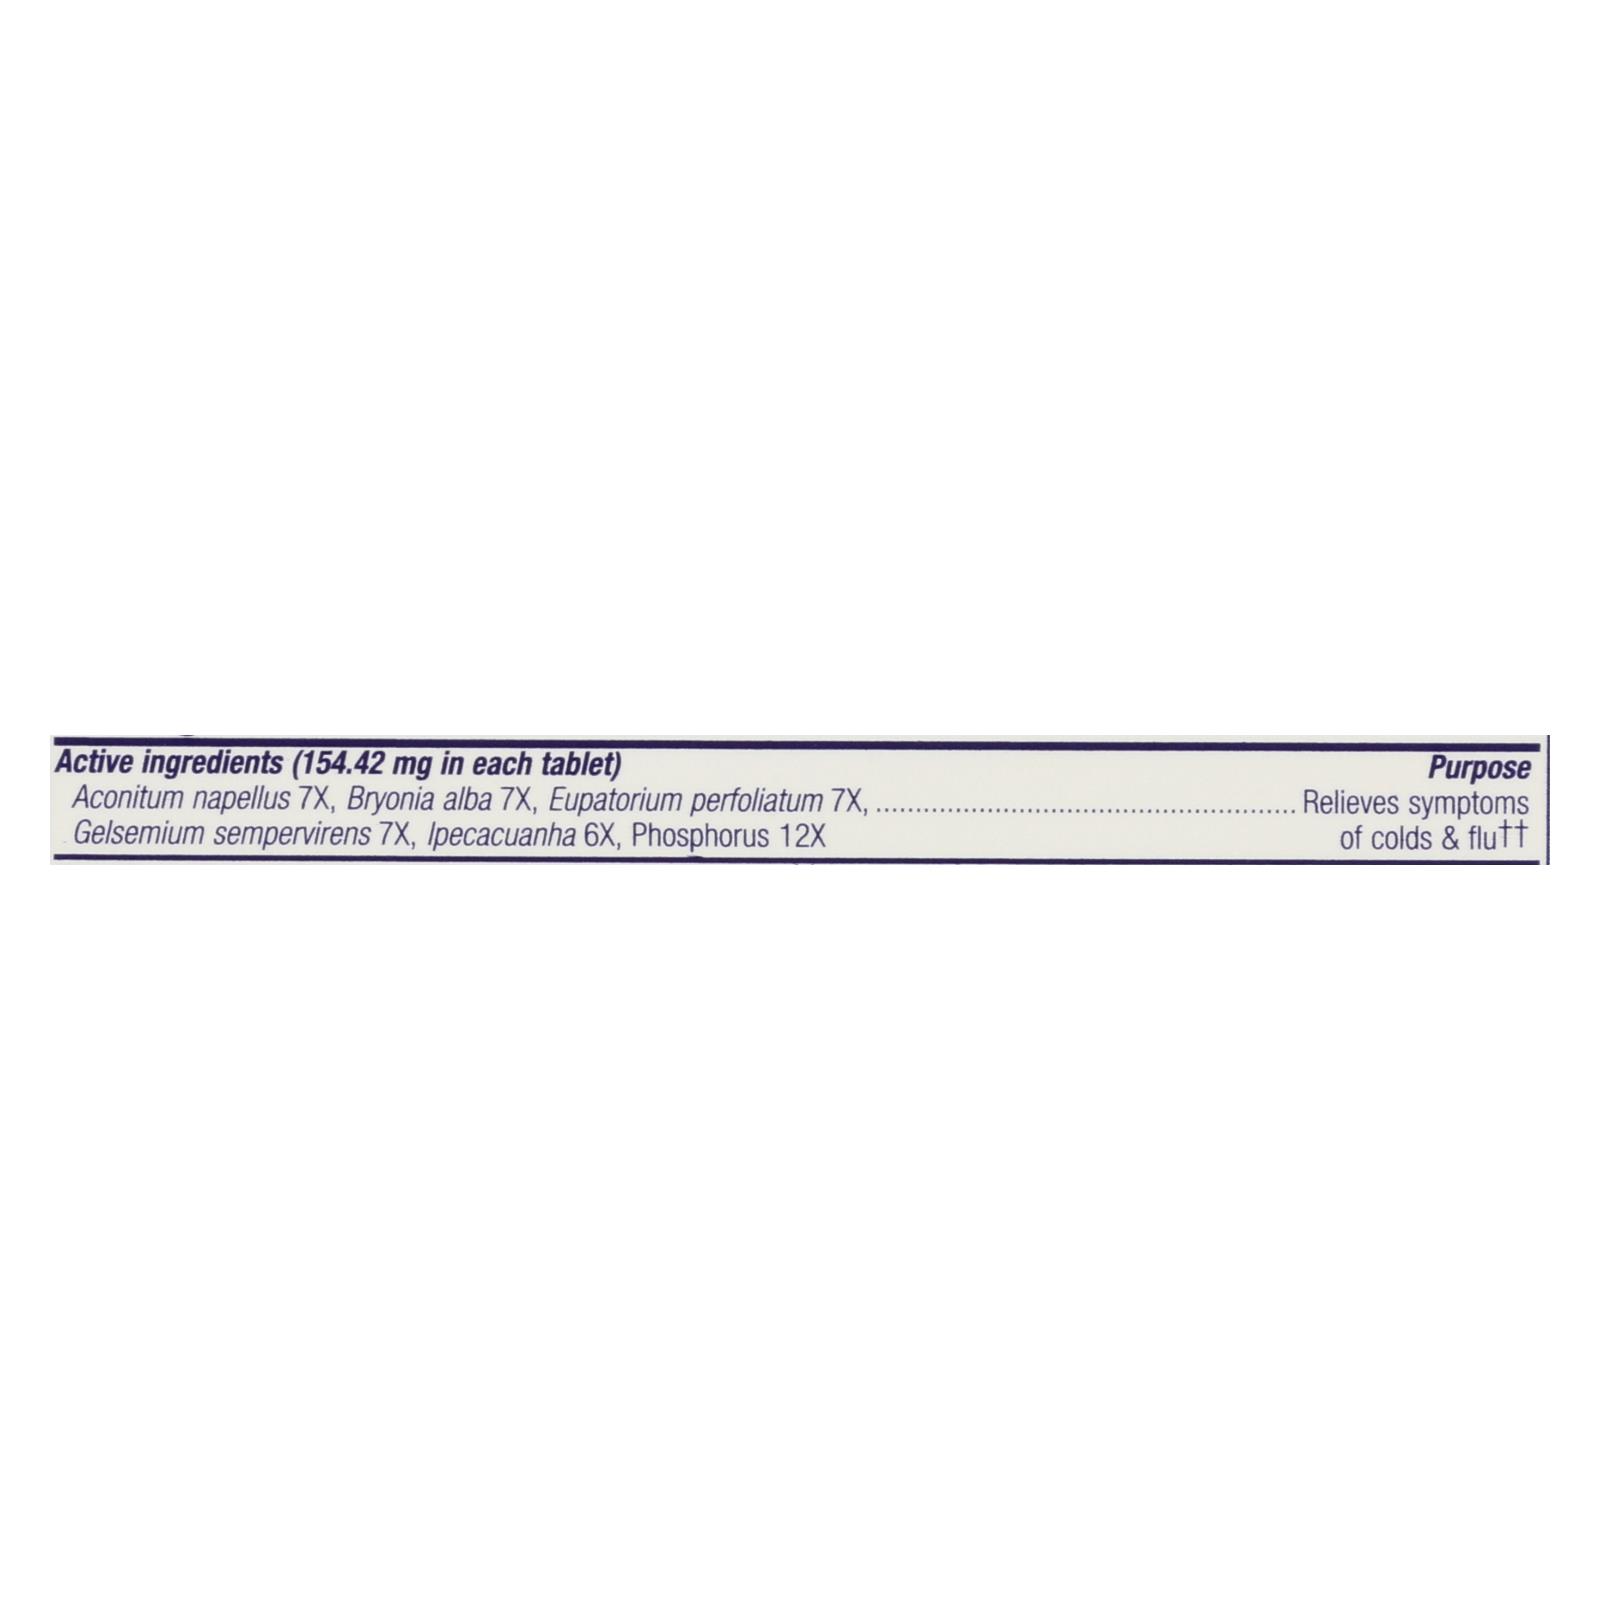 Active ingredients (154.42 mg in each tablet) Purpose
Aconitum napellus 7X, Bryonia alba 7X, Eupatorium perfoliatum 7X, ..................................................... Relieves symptoms
Gelsemium sempervirens 7X, Ipecacuanha 6X, Phosphorus 12X of colds & flu††